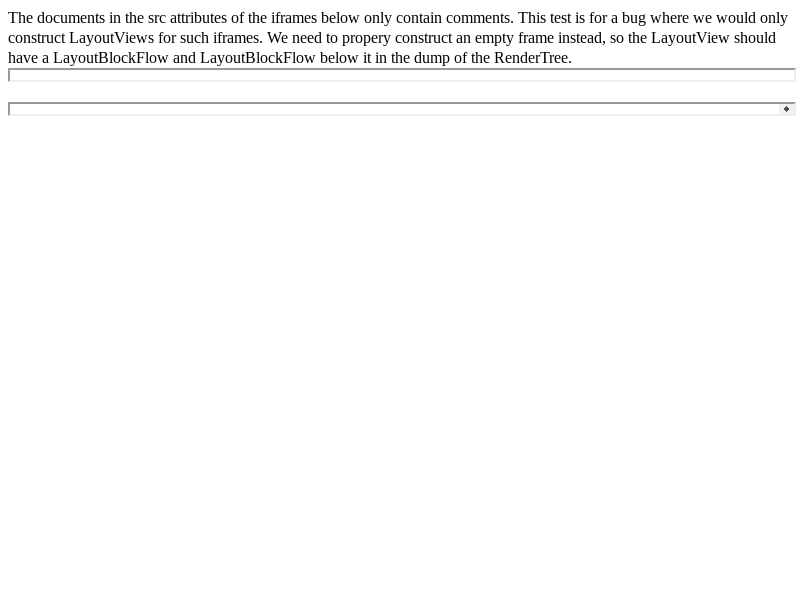 The documents in the src attributes of the iframes below only contain comments. This test is for a bug where we would only
construct LayoutViews for such iframes. We need to propery construct an empty frame instead, so the LayoutView should
have a LayoutBlockFlow and LayoutBlockFlow below it in the dump of the RenderTree.